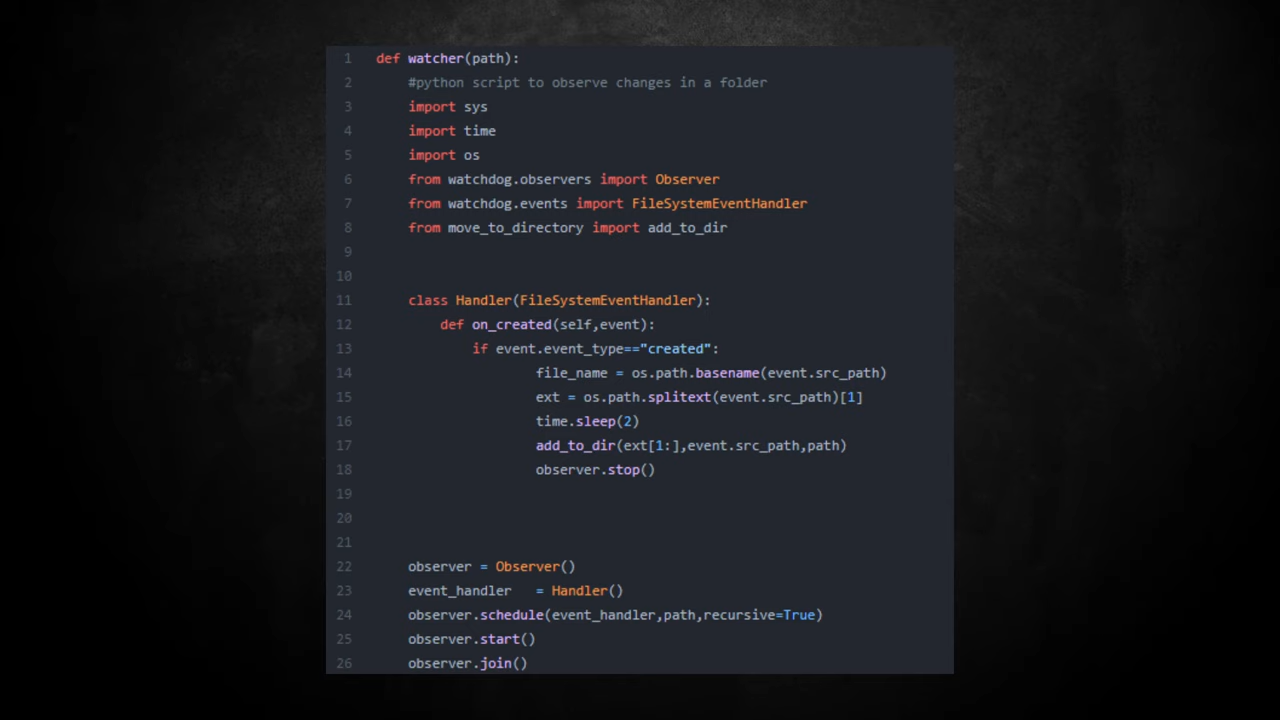 1 def watcher(path):
2 #python script to observe changes in a folder
3 import sys
4 import time
5 import os
6 from watchdog.observers import Observer
7 from watchdog.events import FileSystemEventHandler
8 from move_to_directory import add_to_dir
9
10
11 class Handler(FileSystemEventHandler):
12 def on_created(self,event):
13 if event.event_type=="created":
14 file_name = os.path.basename(event.src_path)
15 ext = os.path.splitext(event.src_path)[1]
16 time.sleep(2)
17 add_to_dir(ext[1:],event.src_path,path)
18 observer.stop()
19
20
21
22 observer = Observer()
23 event_handler   = Handler()
24 observer.schedule(event_handler,path,recursive=True)
25 observer.start()
26 observer.join()